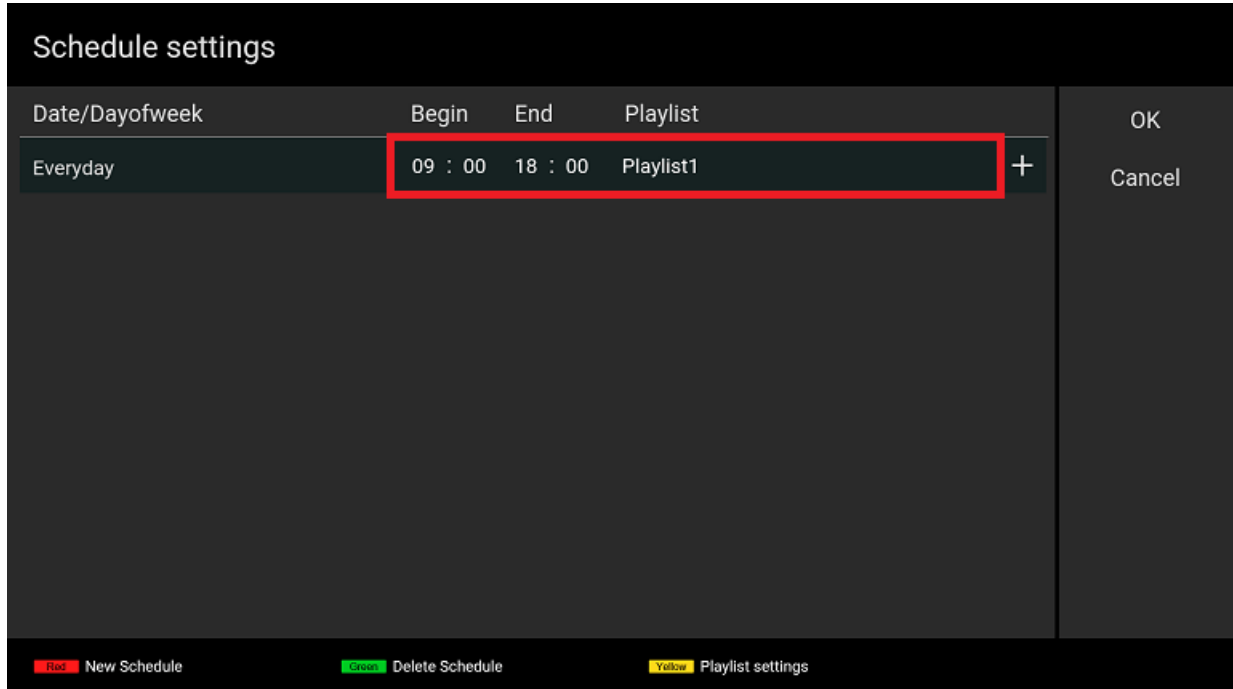 Schedule settings
Date/Dayofweek Begin End Playlist
Everyday 09 : 00 18 : 00 Playlist1 +
OK
Cancel
Red New Schedule Green Delete Schedule Yellow Playlist settings